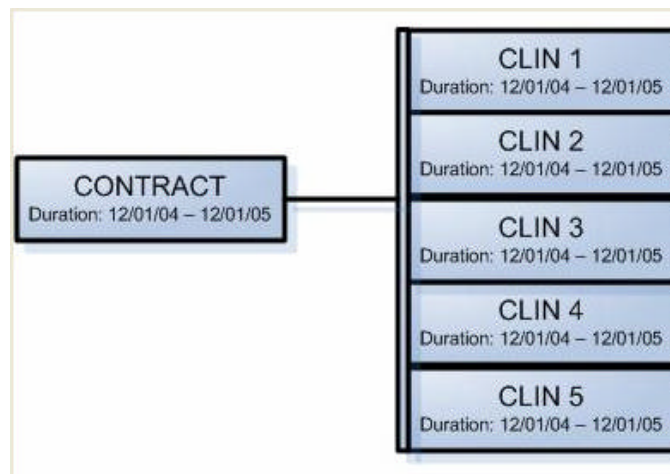 CONTRACT
Duration: 12/01/04 – 12/01/05
CLIN 1
Duration: 12/01/04 – 12/01/05
CLIN 2
Duration: 12/01/04 – 12/01/05
CLIN 3
Duration: 12/01/04 – 12/01/05
CLIN 4
Duration: 12/01/04 – 12/01/05
CLIN 5
Duration: 12/01/04 – 12/01/05